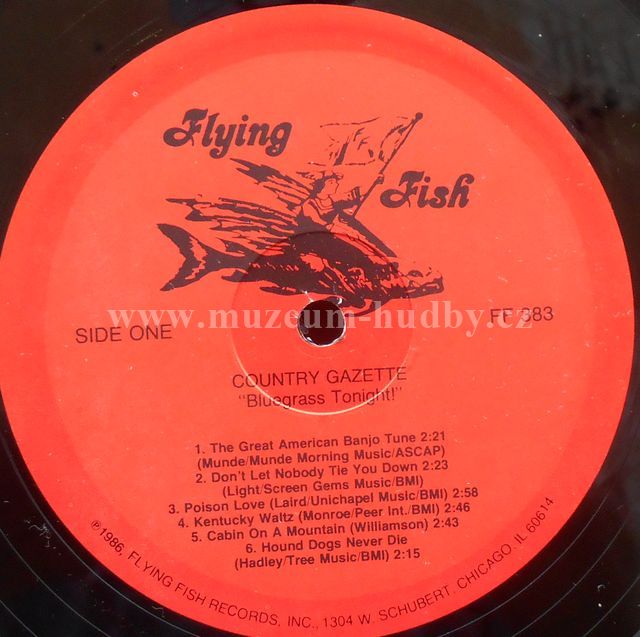 Flying
Fish
www.muzeum-hudby.cz
SIDE ONE
FF 383
COUNTRY GAZETTE
"Bluegrass Tonight!"
1. The Great American Banjo Tune 2:21
(Munde/Munde Morning Music/ASCAP)
2. Don't Let Nobody Tie You Down 2:23
(Light/Screen Gems Music/BMI)
3. Poison Love (Laird/Unichapel Music/BMI) 2:58
4. Kentucky Waltz (Monroe/Peer Int./BMI) 2:46
5. Cabin On A Mountain (Williamson) 2:43
6. Hound Dogs Never Die
(Hadley/Tree Music/BMI) 2:15
℗1986, FLYING FISH RECORDS, INC., 1304 W. SCHUBERT, CHICAGO, IL 60614